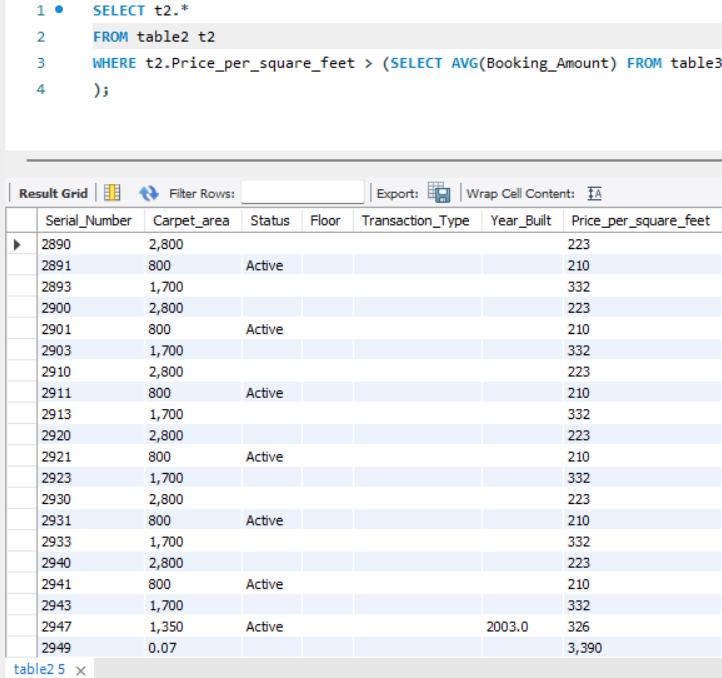 1 SELECT t2.*
2 FROM table2 t2
3 WHERE t2.Price_per_square_feet > (SELECT AVG(Booking_Amount) FROM table3
4 );
Result Grid Filter Rows: Export: Wrap Cell Content: IA
Serial_Number Carpet_area Status Floor Transaction_Type Year_Built Price_per_square_feet
2890 2,800 223
2891 800 Active 210
2893 1,700 332
2900 2,800 223
2901 800 Active 210
2903 1,700 332
2910 2,800 223
2911 800 Active 210
2913 1,700 332
2920 2,800 223
2921 800 Active 210
2923 1,700 332
2930 2,800 223
2931 800 Active 210
2933 1,700 332
2940 2,800 223
2941 800 Active 210
2943 1,700 332
2947 1,350 Active 2003.0 326
2949 0.07 3,390
table2 5 ×